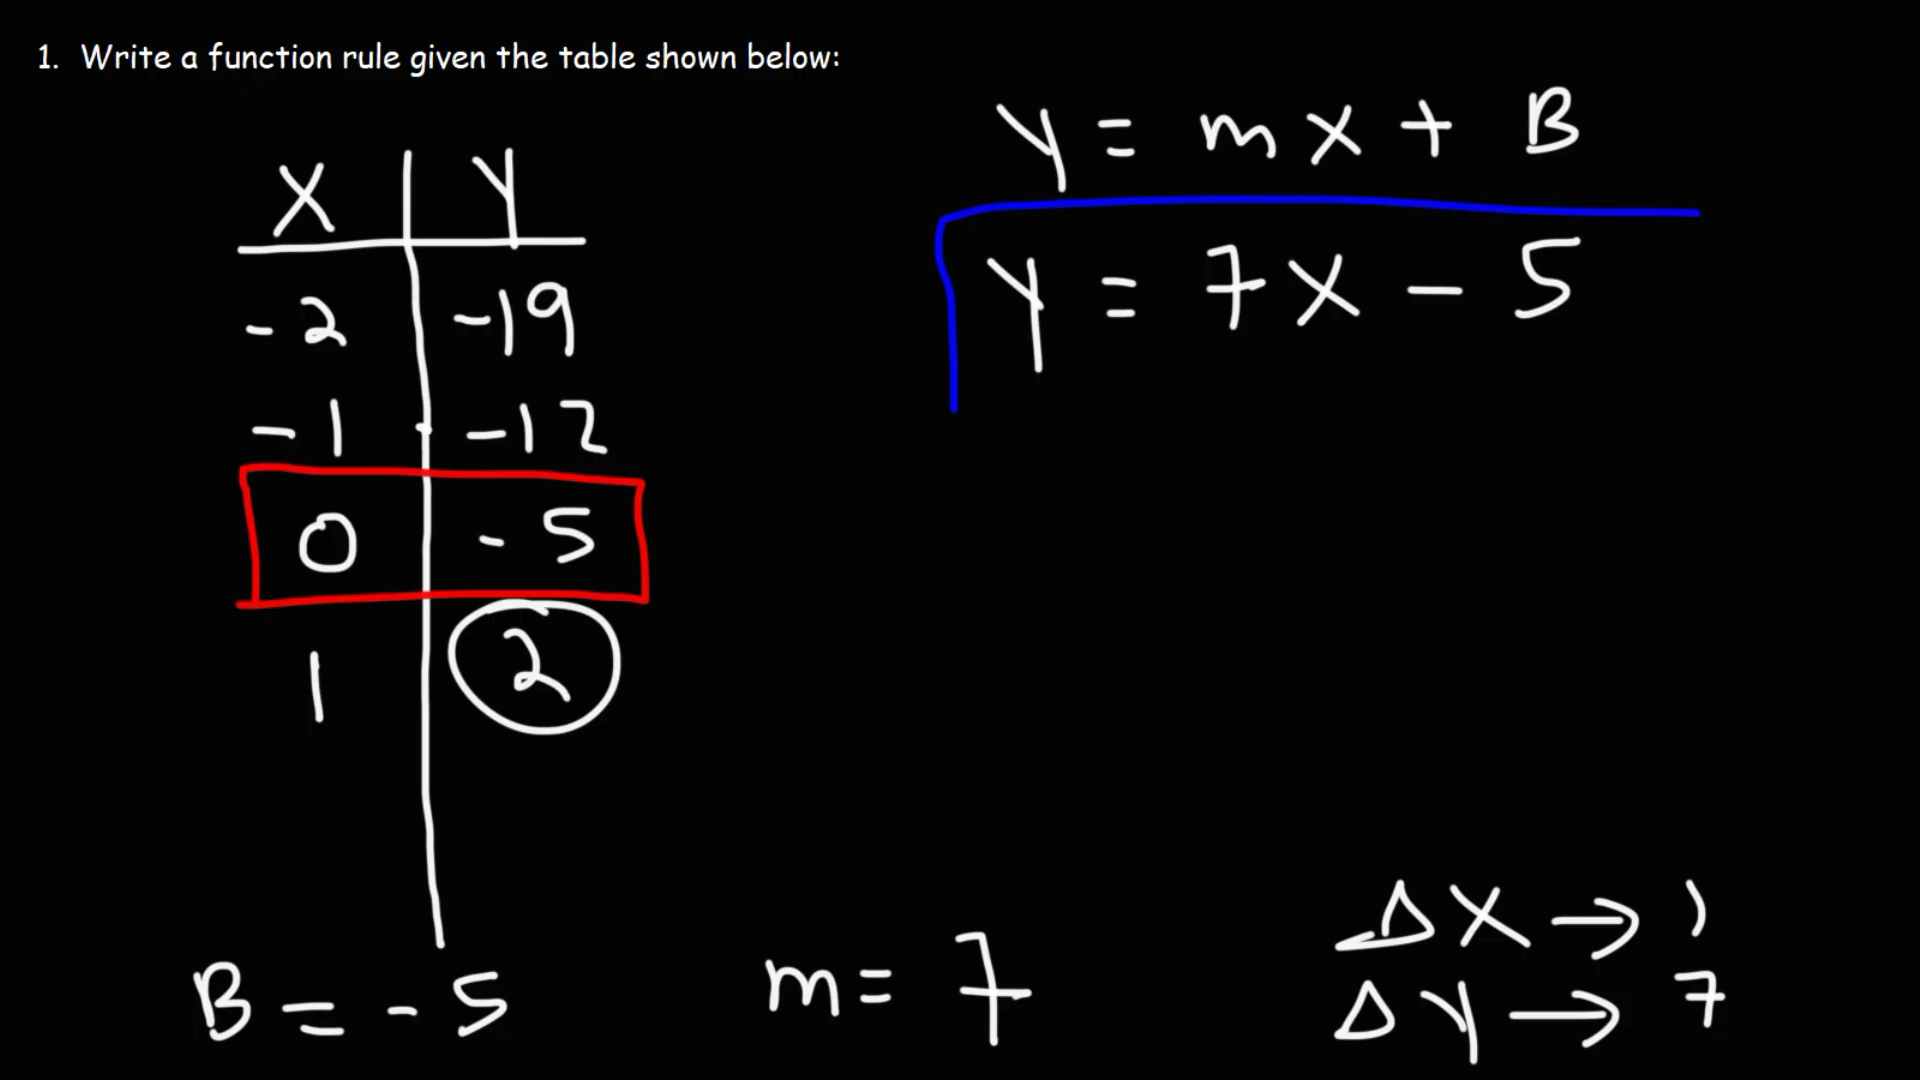 1. Write a function rule given the table shown below:
X | Y
-2 | -19
-1 | -12
0 | -5
1 | 2
Y = mX + B
Y = 7X - 5
B = -5
m = 7
ΔX → 1
ΔY → 7